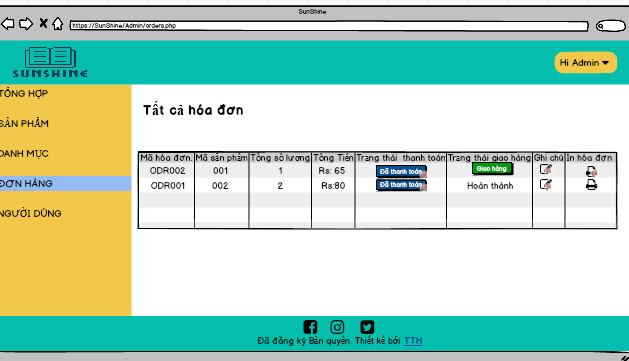 SunShine
https://SunShine/Admin/orders.php
SUNSHINE
Hi Admin
TỔNG HỢP
SẢN PHẨM
DANH MỤC
ĐƠN HÀNG
NGƯỜI DÙNG
Tất cả hóa đơn
Mã hóa đơn. Mã sản phẩm Tổng số lượng Tổng Tiền Trạng thái thanh toán Trạng thái giao hàng Ghi chú In hóa đơn
ODR002 001 1 Rs: 65 Đã thanh toán Giao hàng
ODR001 002 2 Rs:80 Đã thanh toán Hoàn thành
Đã đăng ký Bản quyền. Thiết kế bởi TTH